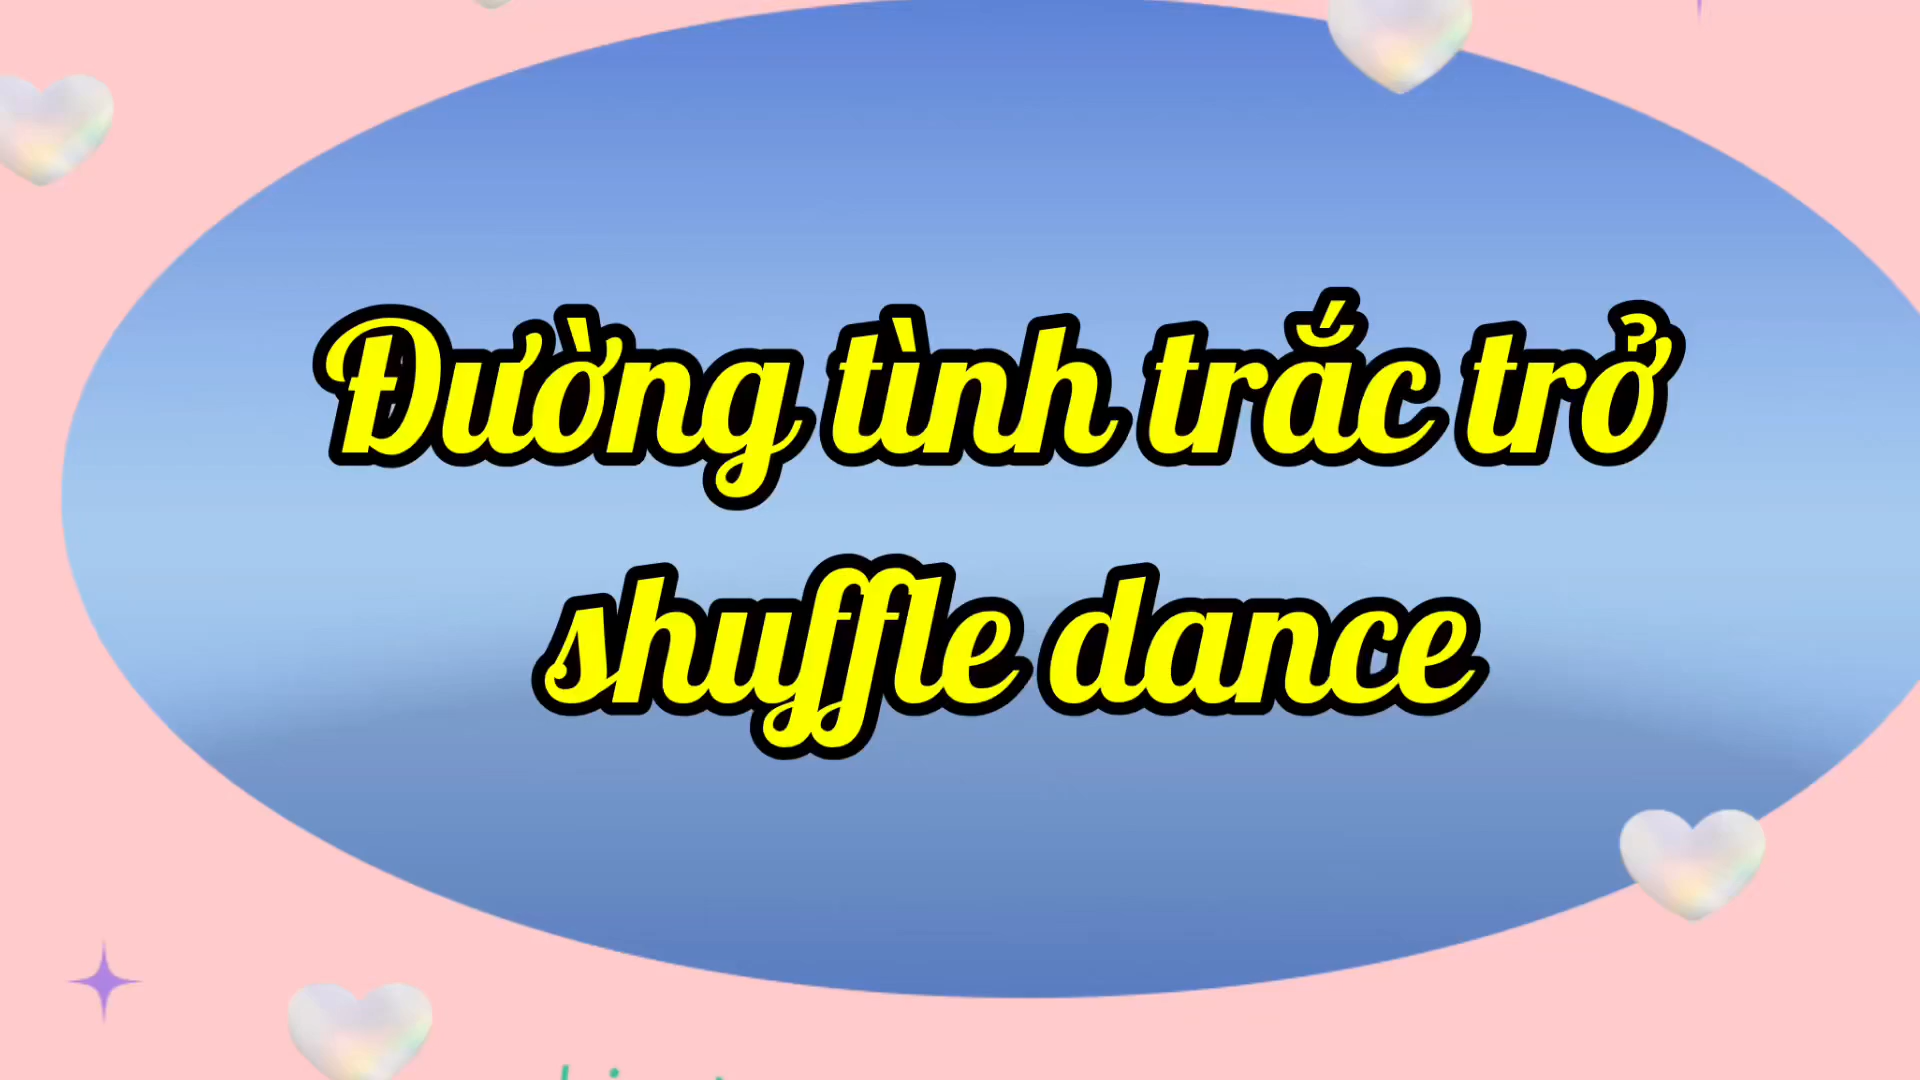 Đường tình trắc trở
shuffle dance